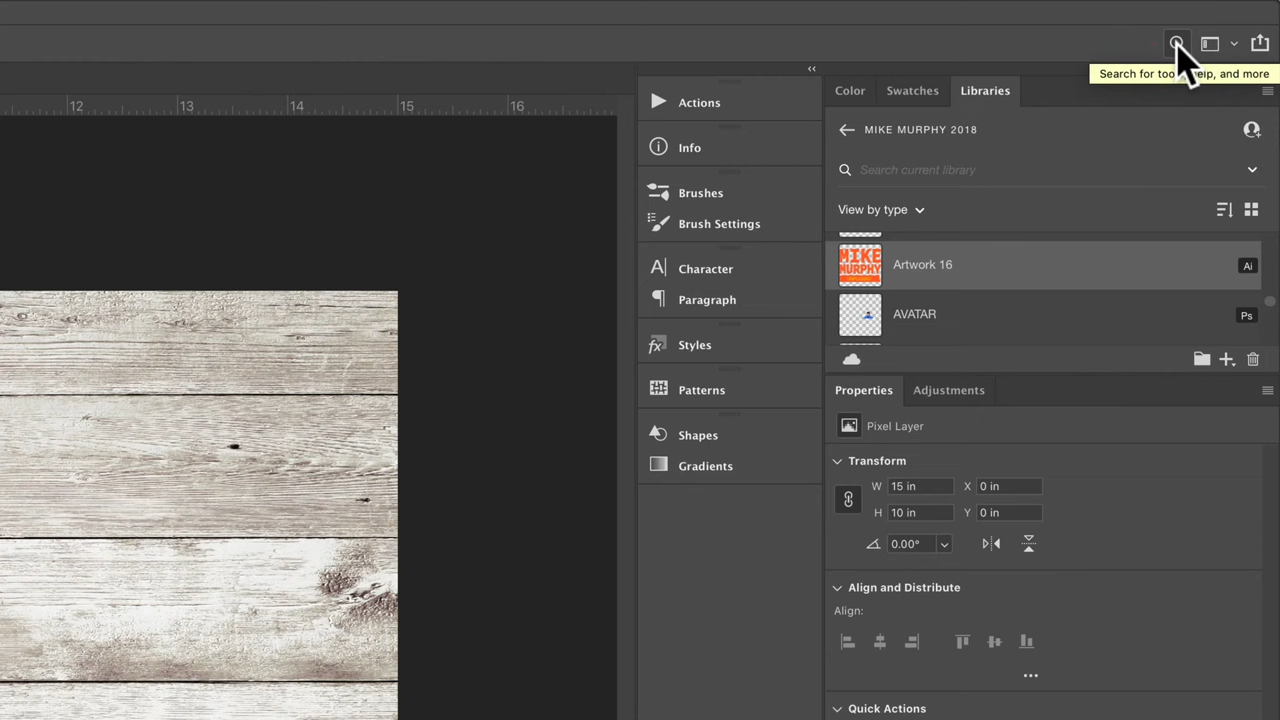 Search for tools, help, and more
12 13 14 15 16
Actions
Info
Brushes
Brush Settings
Character
Paragraph
Styles
Patterns
Shapes
Gradients
Color Swatches Libraries
MIKE MURPHY 2018
Search current library
View by type
MIKE
MURPHY
Artwork 16
Ai
AVATAR
Ps
Properties Adjustments
Pixel Layer
Transform
W 15 in X 0 in
H 10 in Y 0 in
0.00°
Align and Distribute
Align:
Quick Actions